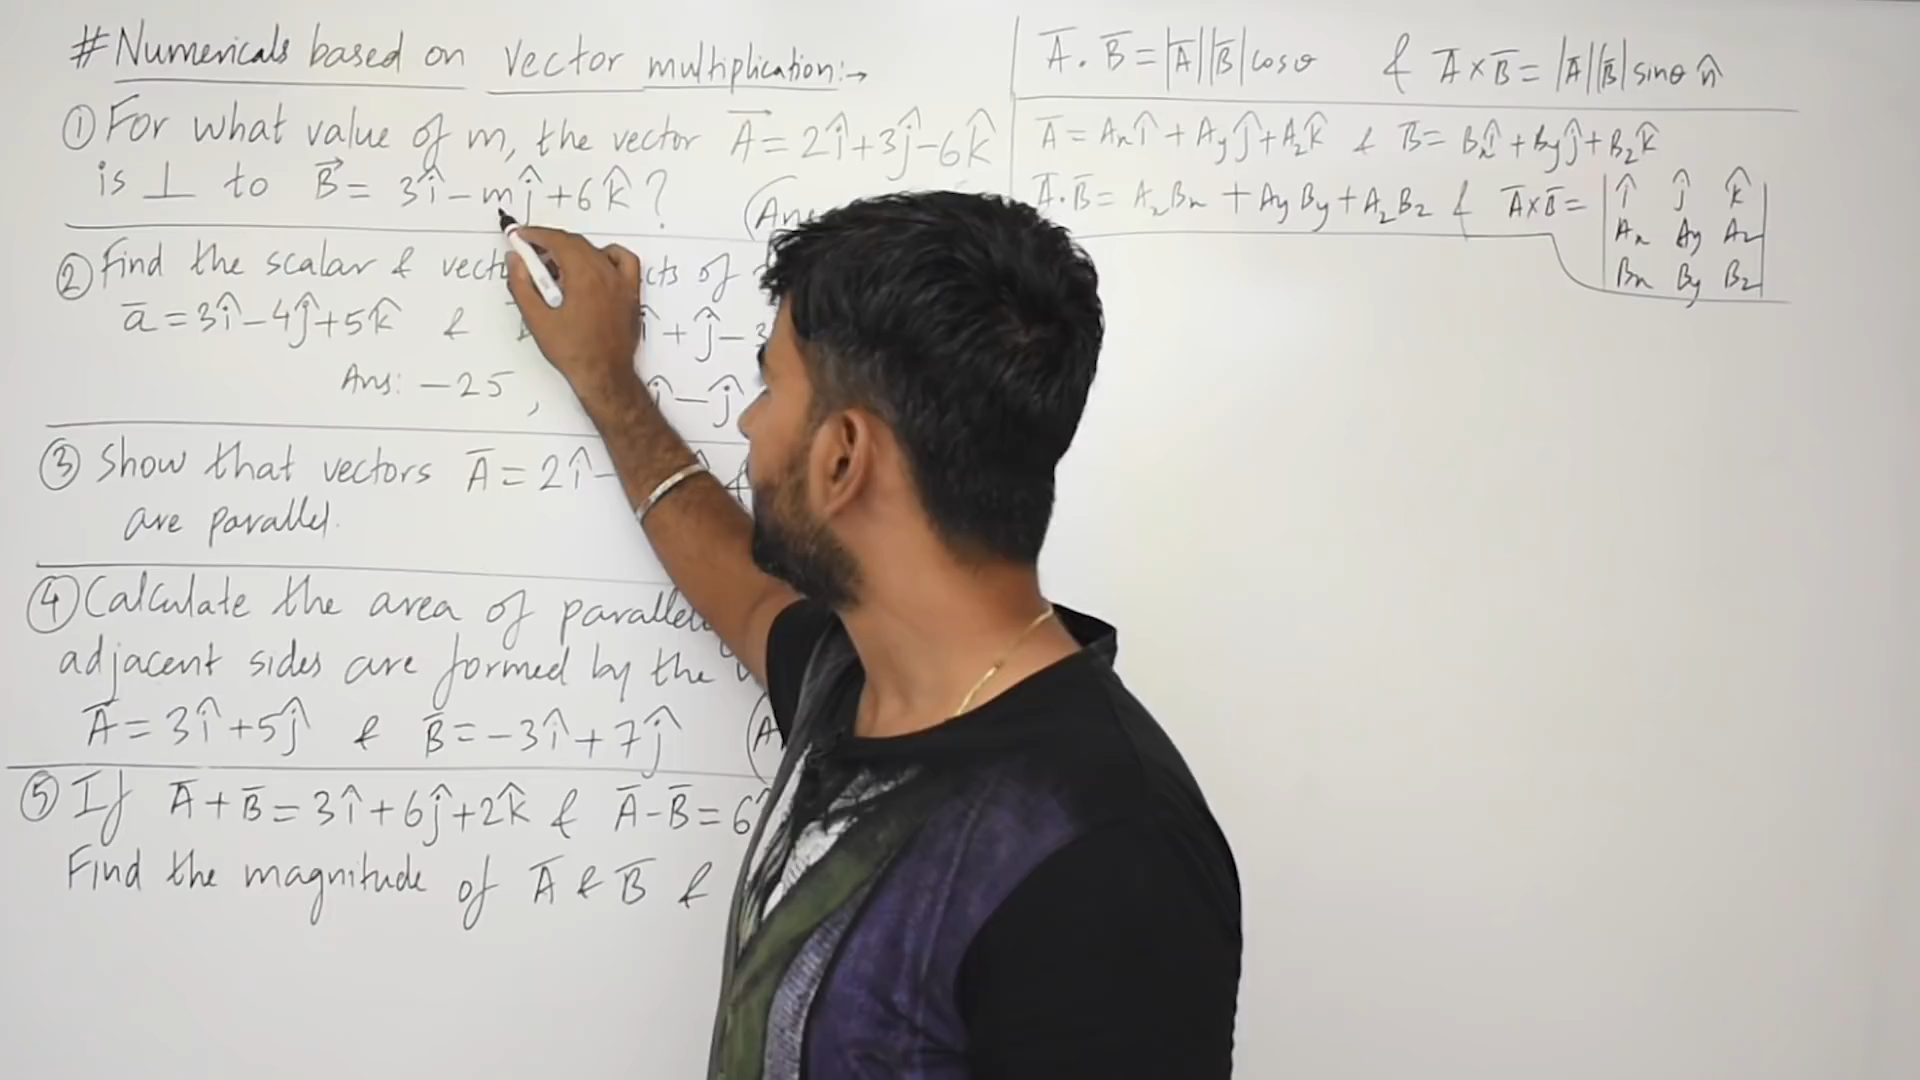 #Numericals based on vector multiplication:→
① For what value of m, the vector A⃗ = 2î+3ĵ−6k̂
is ⊥ to B⃗ = 3î−mĵ+6k̂ ? (Ans
② Find the scalar & of
a̅ = 3î−4ĵ+5k̂ & +ĵ−3
Ans: −25, −ĵ
③ Show that vectors A̅ = 2î− &
are parallel.
④ Calculate the area of
adjacent sides are formed by the
A̅ = 3î+5ĵ & B̅ = −3î+7ĵ (A
⑤ If A̅+B̅ = 3î+6ĵ+2k̂ & A̅−B̅ = 6
Find the magnitude of A̅ & B̅ &
A̅.B̅ = |A̅||B̅|cosθ & A̅×B̅ = |A̅||B̅|sinθ n̂
A̅ = Axî+Ayĵ+Azk̂ & B̅ = Bxî+Byĵ+Bzk̂
A̅.B̅ = AxBx+AyBy+AzBz & A̅×B̅ = | î ĵ k̂ |
| Ax Ay Az |
| Bx By Bz |